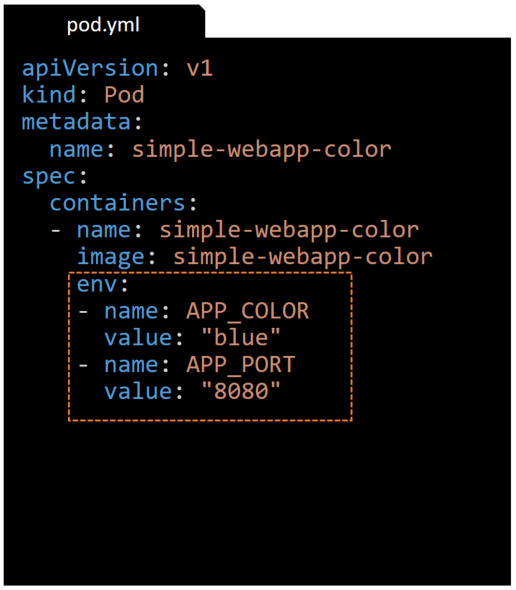 pod.yml
apiVersion: v1
kind: Pod
metadata:
  name: simple-webapp-color
spec:
  containers:
  - name: simple-webapp-color
    image: simple-webapp-color
    env:
    - name: APP_COLOR
      value: "blue"
    - name: APP_PORT
      value: "8080"